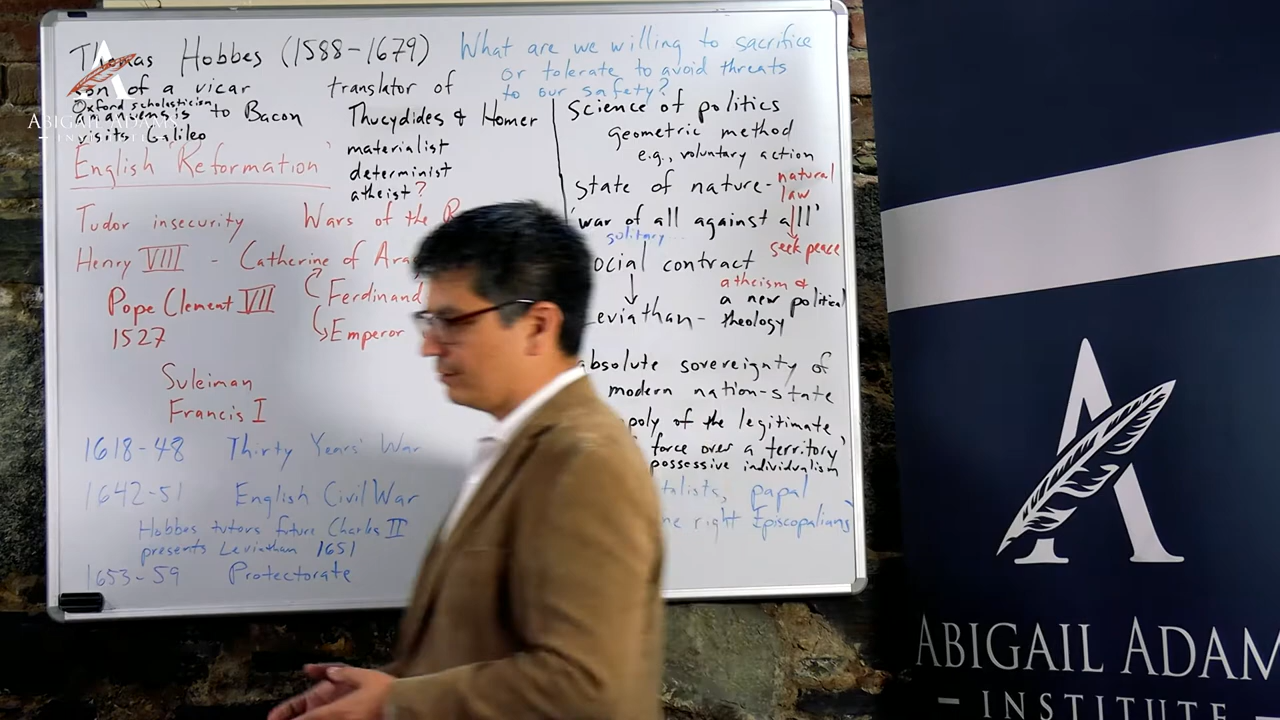 Thomas Hobbes (1588-1679)
son of a vicar
Oxford scholasticism
amanuensis to Bacon
visits Galileo
translator of
Thucydides & Homer
materialist
determinist
atheist?
English Reformation
Tudor insecurity Wars of the R
Henry VIII - Catherine of Ara
Pope Clement VII
1527
Ferdinand
Emperor
Suleiman
Francis I
1618-48 Thirty Years' War
1642-51 English Civil War
Hobbes tutors future Charles II
presents Leviathan 1651
1653-59 Protectorate
What are we willing to sacrifice
or tolerate to avoid threats
to our safety?
Science of politics
geometric method
e.g., voluntary action
state of nature- natural
law
'war of all against all'
seek peace
solitary...
ocial contract
atheism &
a new political
Leviathan- theology
absolute sovereignty of
modern nation-state
poly of the legitimate
force over a territory'
possessive individualism
talists, papal
ne right Episcopalians
ABIGAIL ADAMS
INSTITUTE
A
ABIGAIL ADAM
- INSTITUTE -